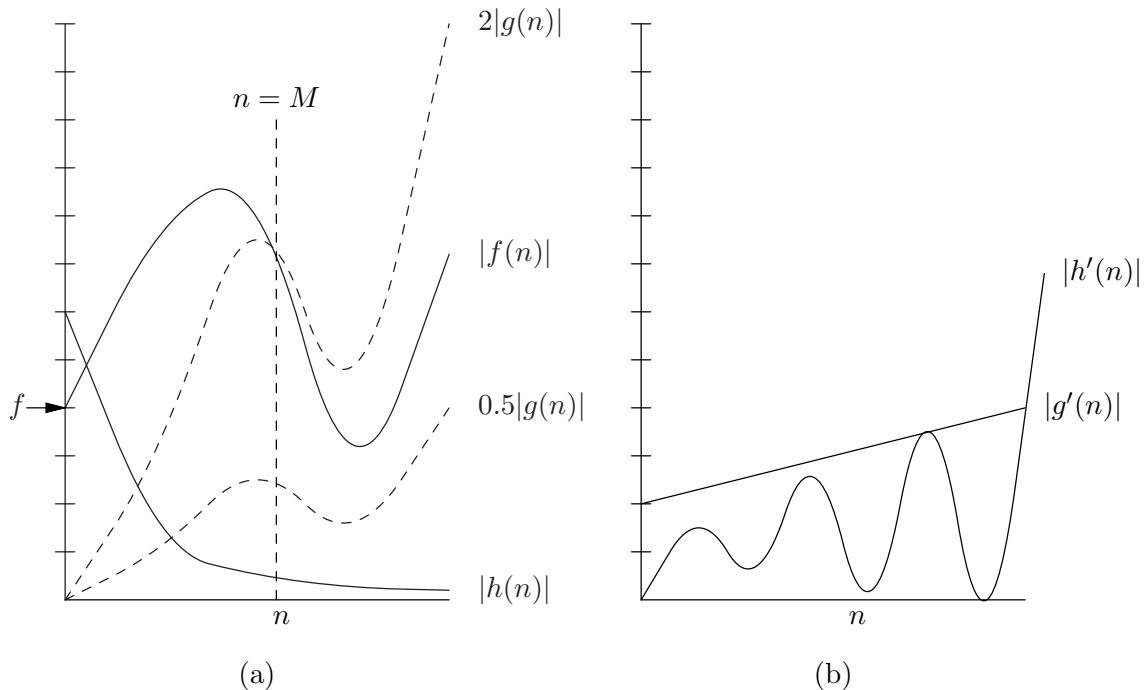 2|g(n)|
n = M
|f(n)|
f
0.5|g(n)|
|h(n)|
n
(a)
|h′(n)|
|g′(n)|
n
(b)